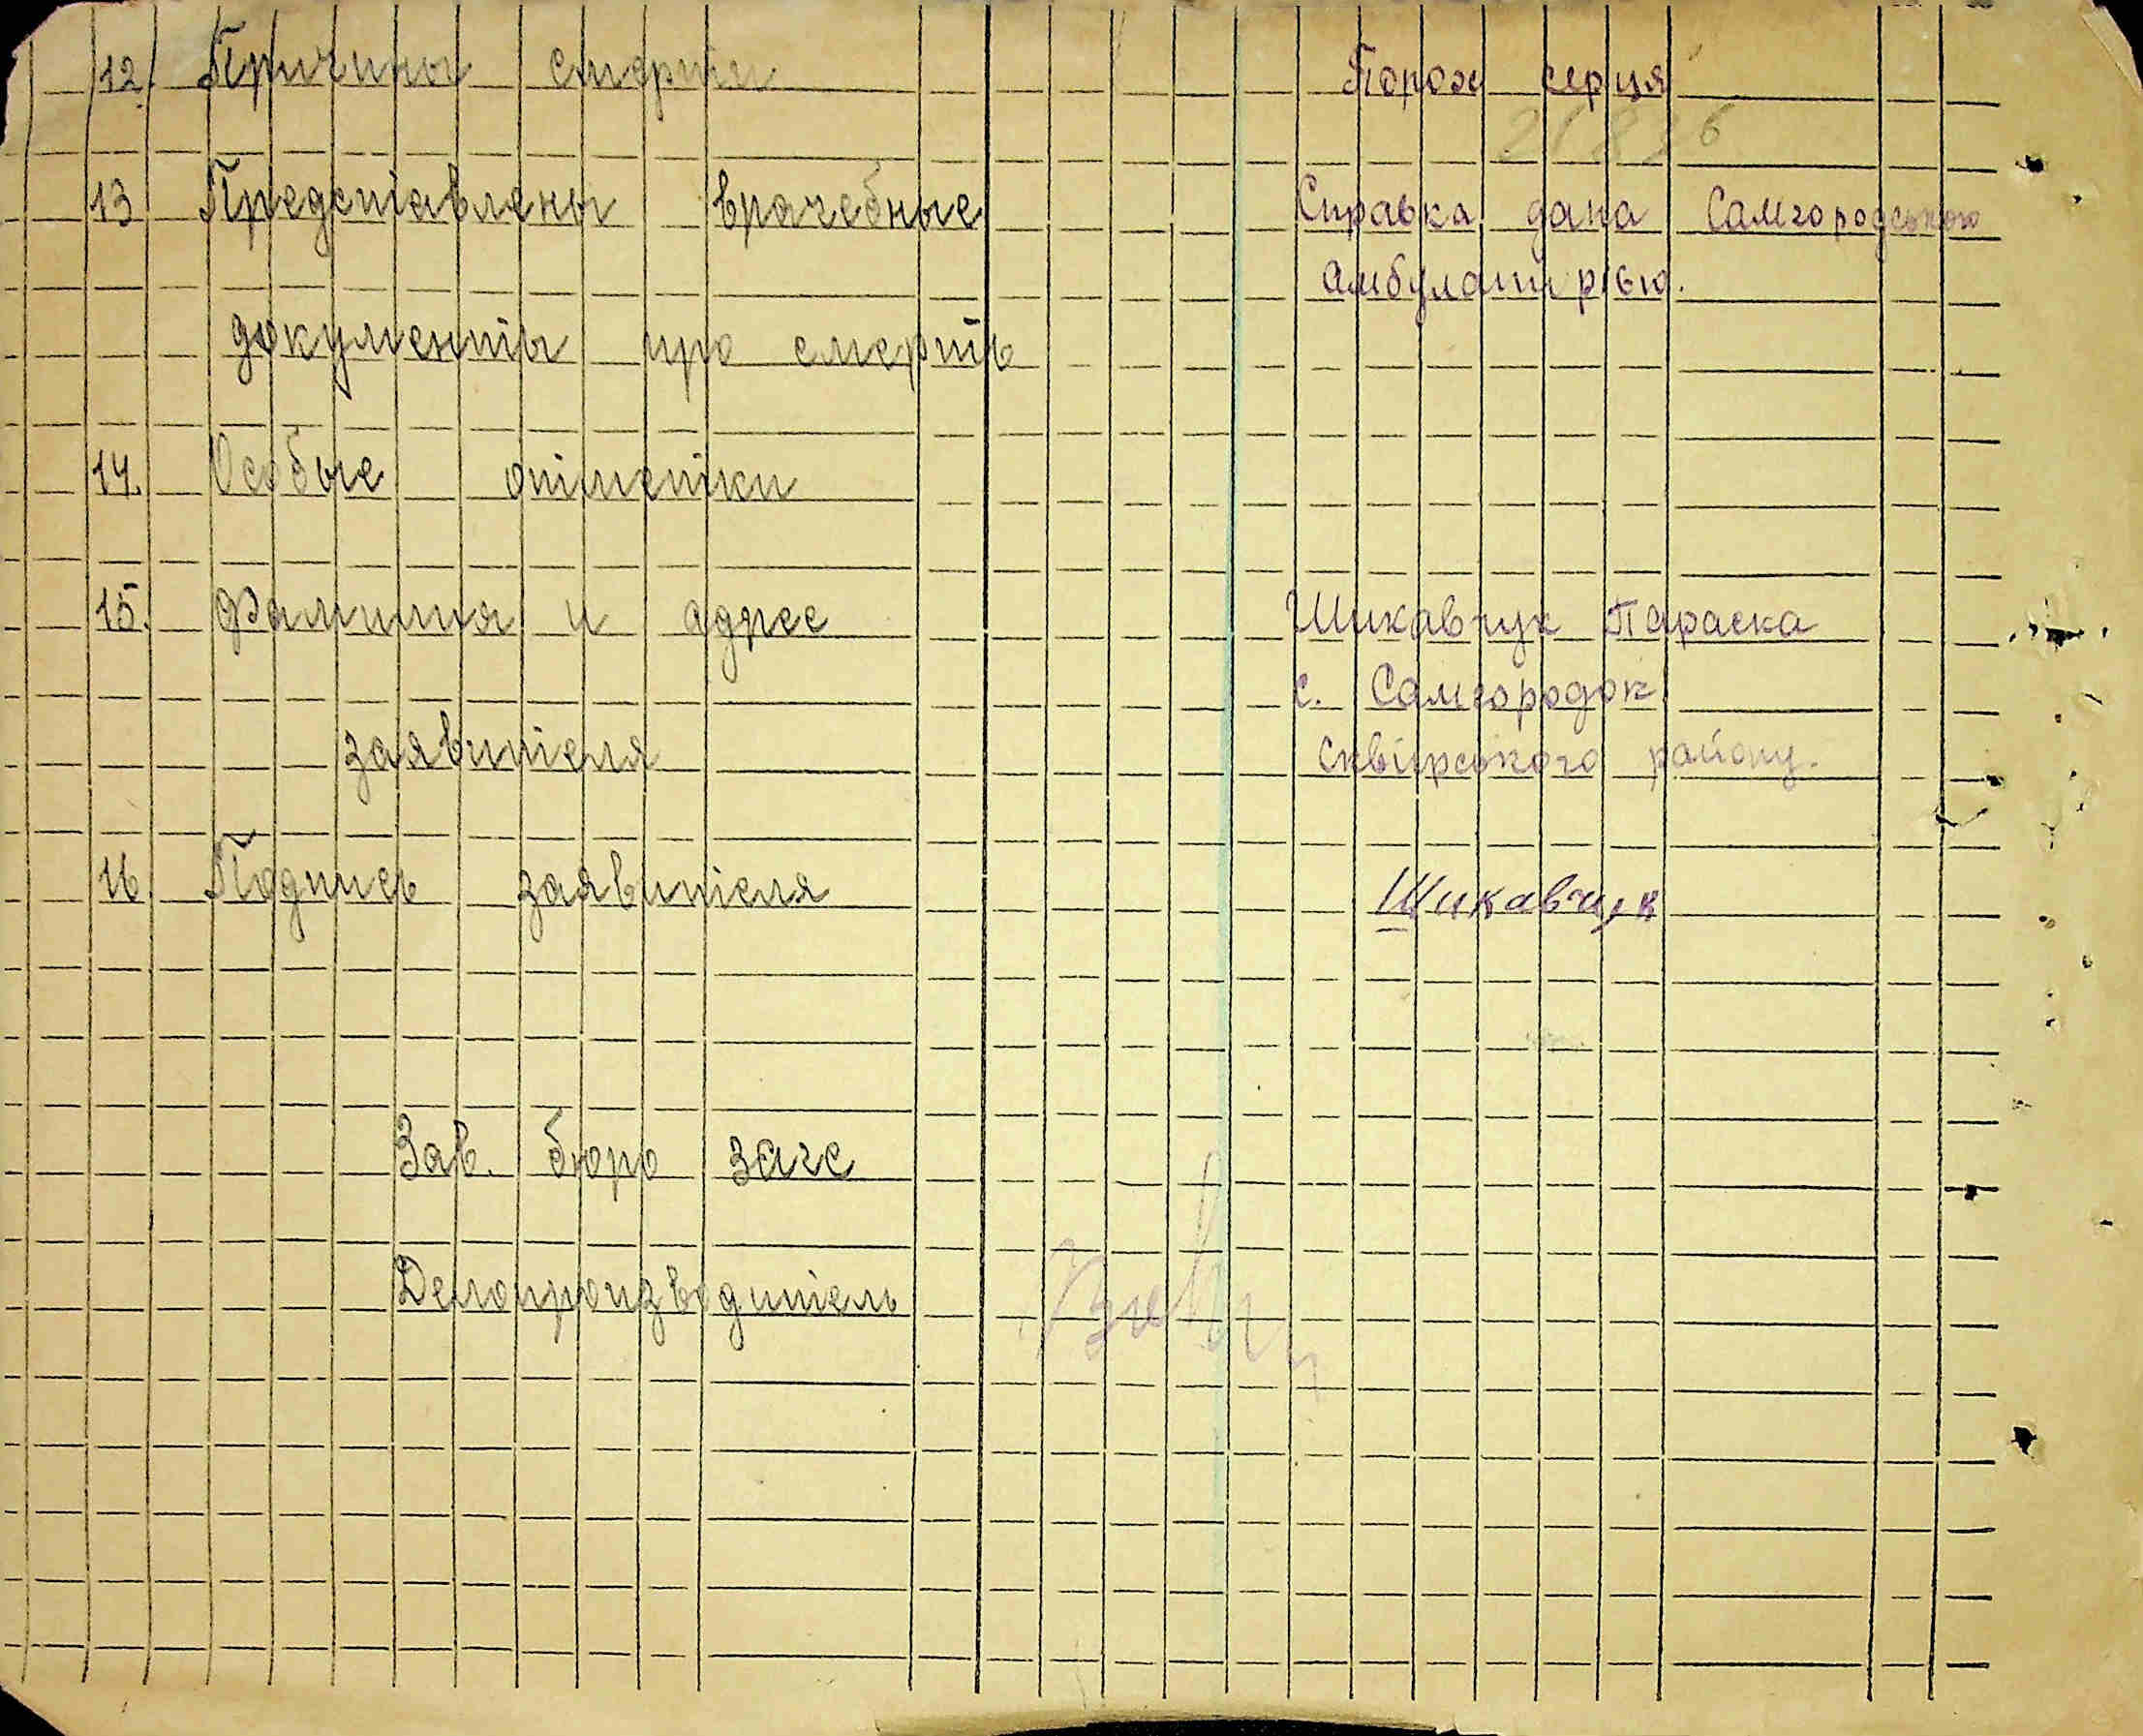 12. Причины смерти Порок серця
13 Представлены врачебные Справка дана Самгородською
амбулаторією.
документы про смерть
14. Особые отметки
15. Фамилия и адрес Шикавчук Параска
с. Самгородок
заявителя Сквирського району.
16. Подпись заявителя Шикавчук
Зав. бюро загс
Делопроизводитель